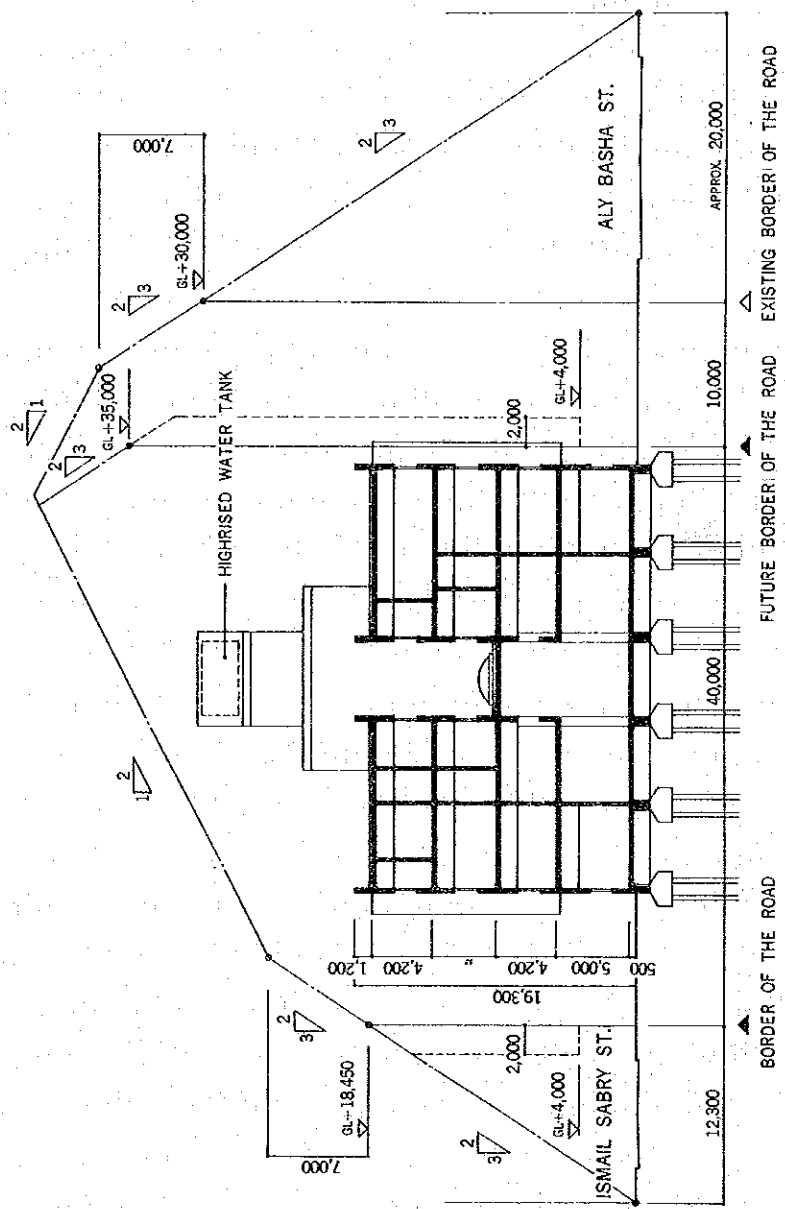 7,000
2
3
GL+30,000
2
3
2
1
GL+35,000
2
3
HIGHRISED WATER TANK
2
1
2
3
GL+18,450
7,000
2
3
GL+4,000
2,000
GL+4,000
2,000
1,200
4,200
〃
4,200
5,000
500
19,300
ISMAIL SABRY ST.
ALY BASHA ST.
12,300
40,000
10,000
APPROX. 20,000
BORDER OF THE ROAD
FUTURE BORDER OF THE ROAD
EXISTING BORDER OF THE ROAD